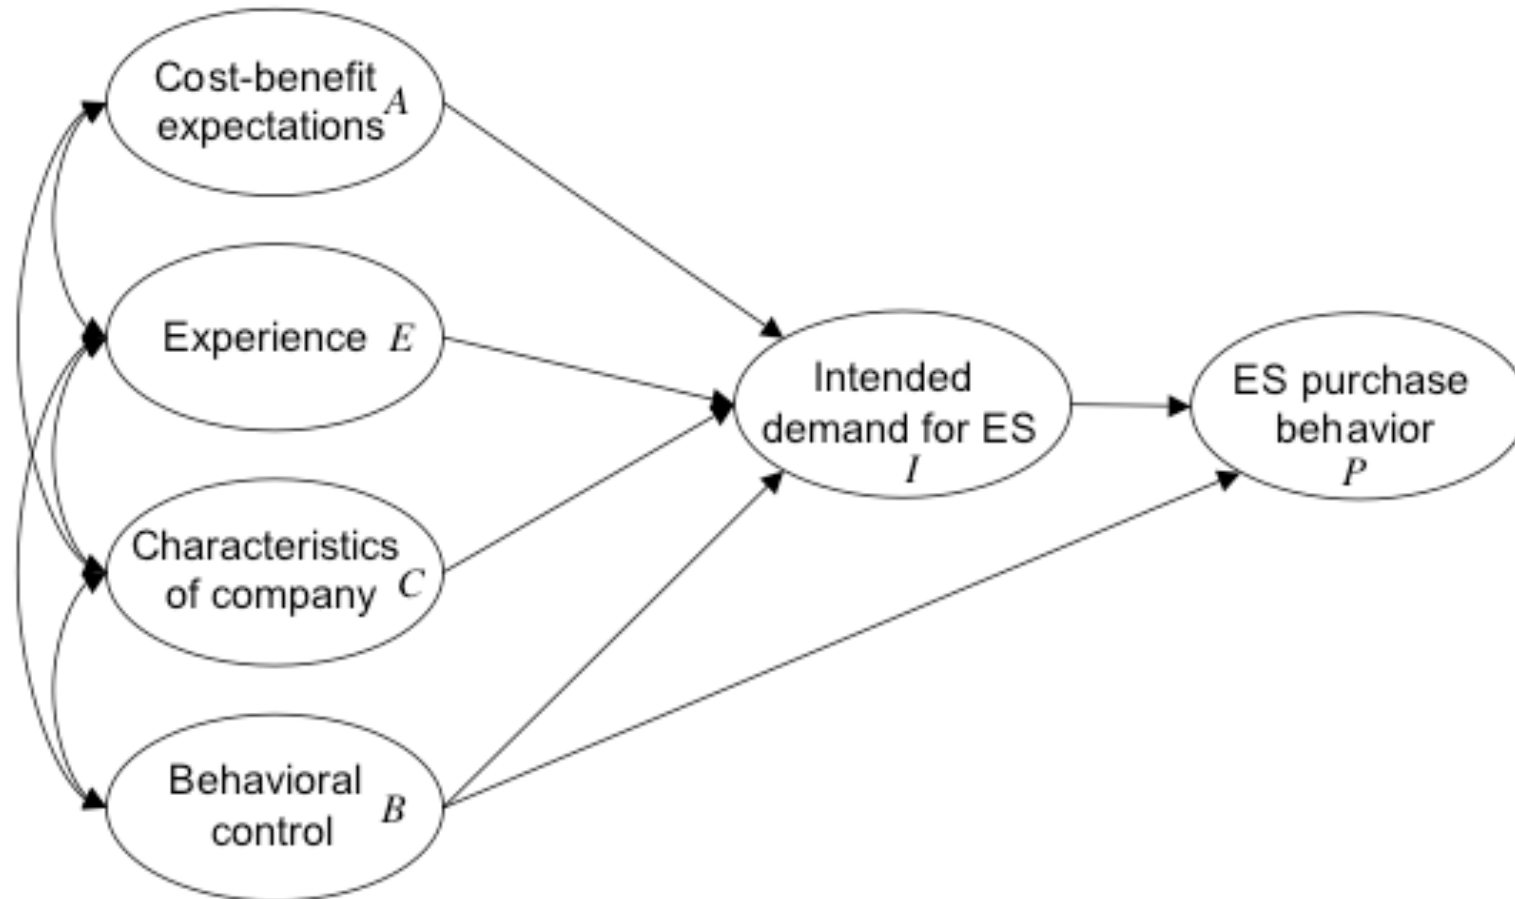 Cost-benefit
expectations A
Experience E
Characteristics
of company C
Behavioral
control B
Intended
demand for ES
I
ES purchase
behavior
P